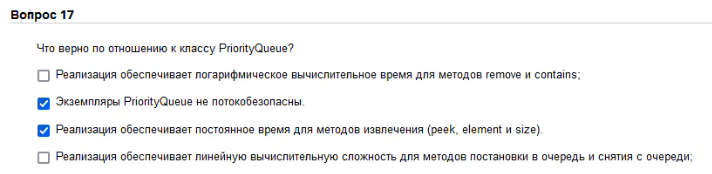 Вопрос 17
Что верно по отношению к классу PriorityQueue?
Реализация обеспечивает логарифмическое вычислительное время для методов remove и contains;
Экземпляры PriorityQueue не потокобезопасны.
Реализация обеспечивает постоянное время для методов извлечения (peek, element и size).
Реализация обеспечивает линейную вычислительную сложность для методов постановки в очередь и снятия с очереди;